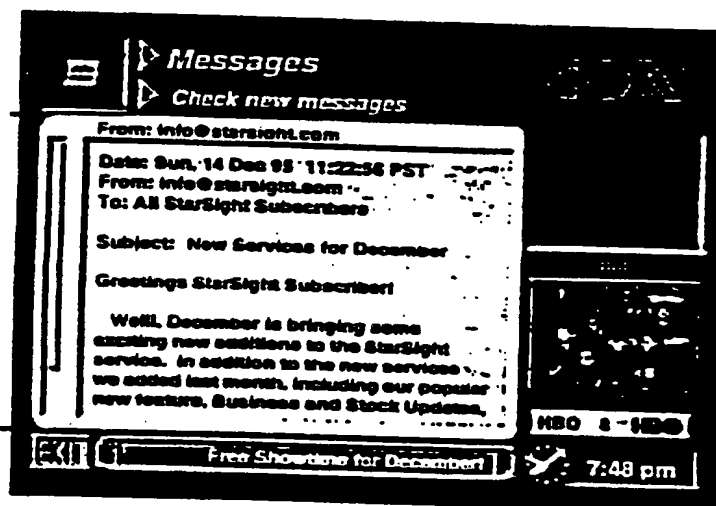 Messages
Check new messages
From: info@starsight.com
Date: Sun, 14 Dec 95 11:22:56 PST
From: info@starsight.com
To: All StarSight Subscribers
Subject: New Services for December
Greetings StarSight Subscriber!
Well, December is bringing some
exciting new additions to the StarSight
service. In addition to the new services
we added last month, including our popular
new feature, Business and Stock Updates,
HBO 8 HBO
EXIT
Free Showtime for December!
7:48 pm